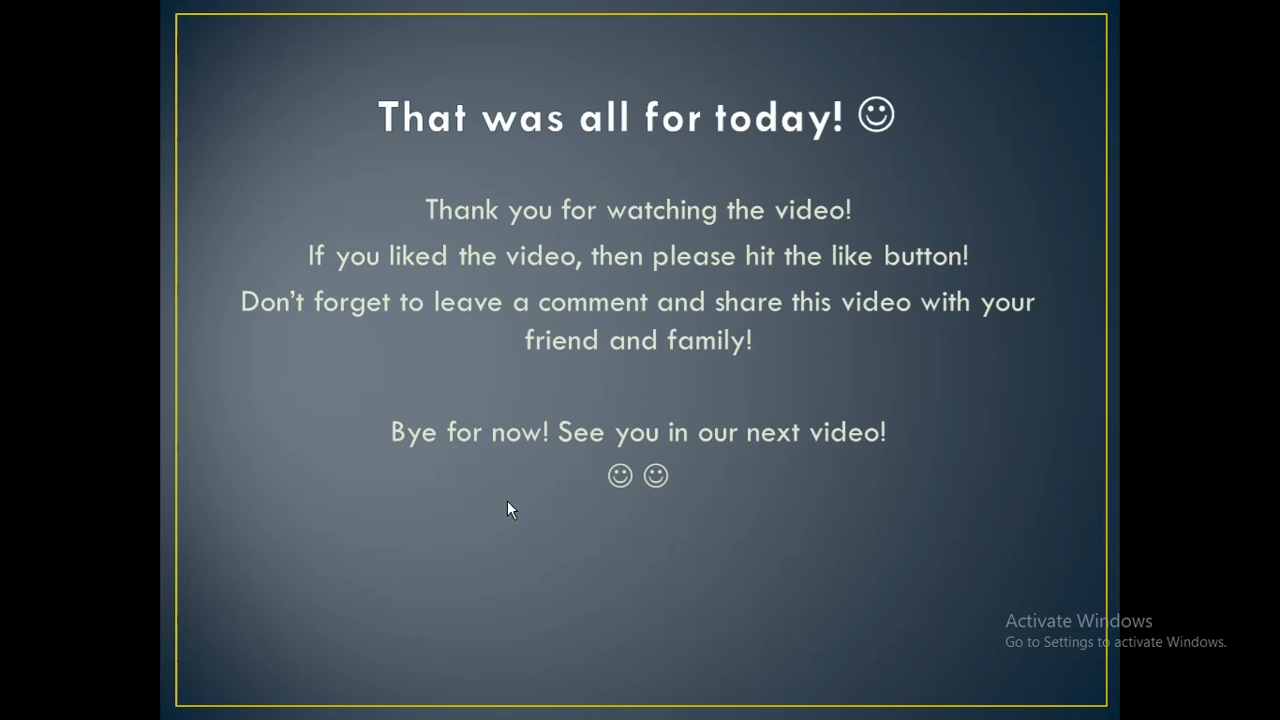 That was all for today! ☺
Thank you for watching the video!
If you liked the video, then please hit the like button!
Don’t forget to leave a comment and share this video with your
friend and family!
Bye for now! See you in our next video!
☺ ☺
Activate Windows
Go to Settings to activate Windows.